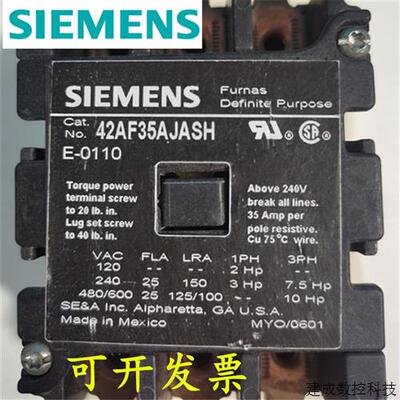 SIEMENS
SIEMENS
Furnas
Definite Purpose
Cat.
No. 42AF35AJASH
E-0110
Torque power
terminal screw
to 20 lb. in.
Lug set screw
to 40 lb. in.
Above 240V
break all lines.
35 Amp per
pole resistive.
Cu 75°C wire.
VAC FLA LRA 1PH 3PH
120 -- -- 2 Hp --
240 25 150 3 Hp 7.5 Hp
480/600 25 125/100 -- 10 Hp
SE&A Inc. Alpharetta, GA U.S.A.
Made in Mexico MYO/0601
可开发票
建成数控科技